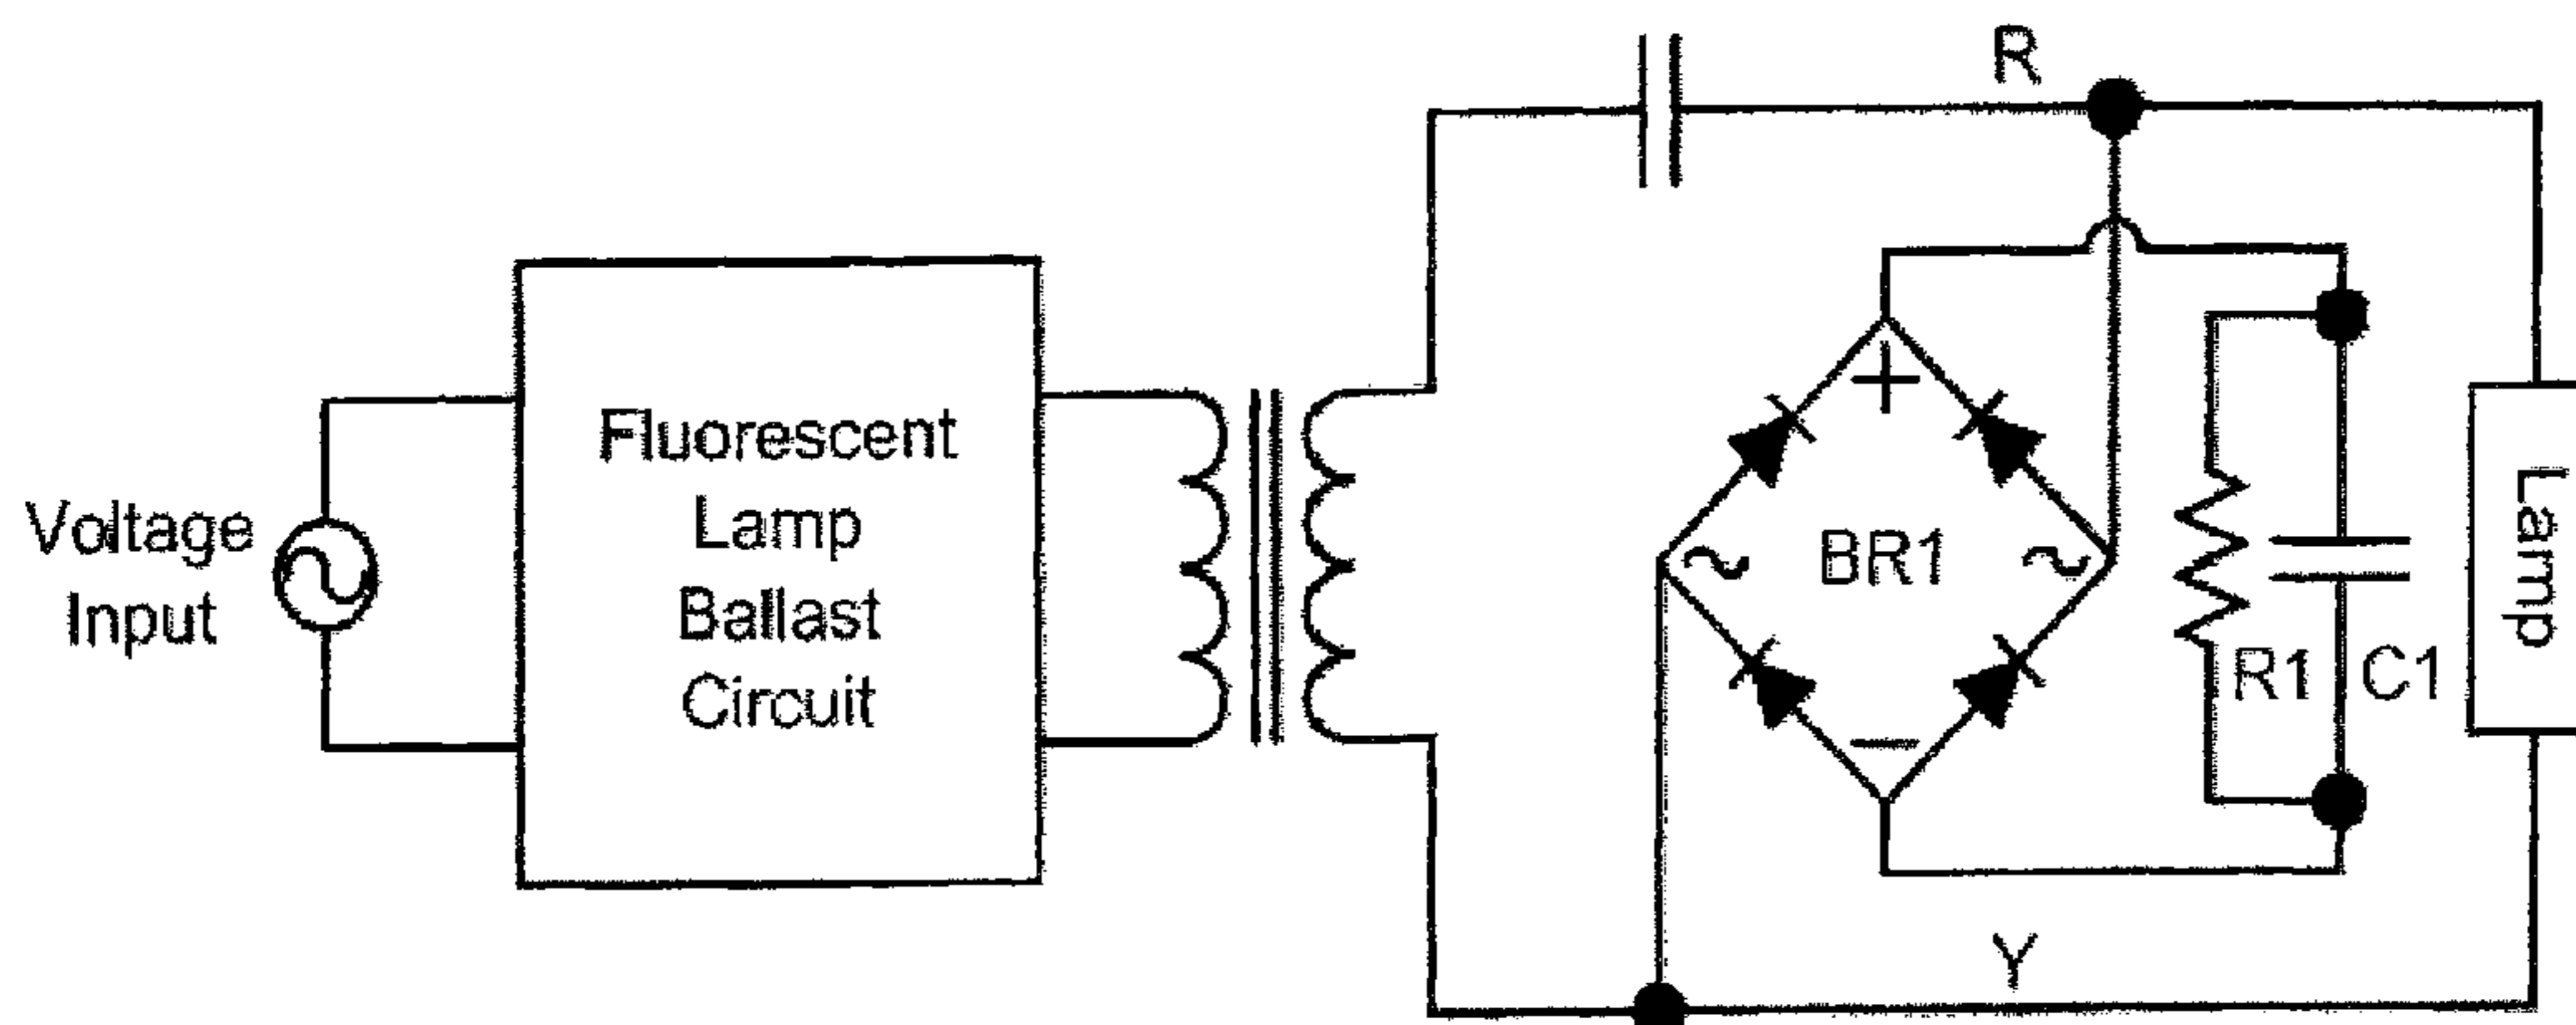 R
Voltage
Input
Fluorescent
Lamp
Ballast
Circuit
+
~
BR1
~
−
R1
C1
Lamp
Y